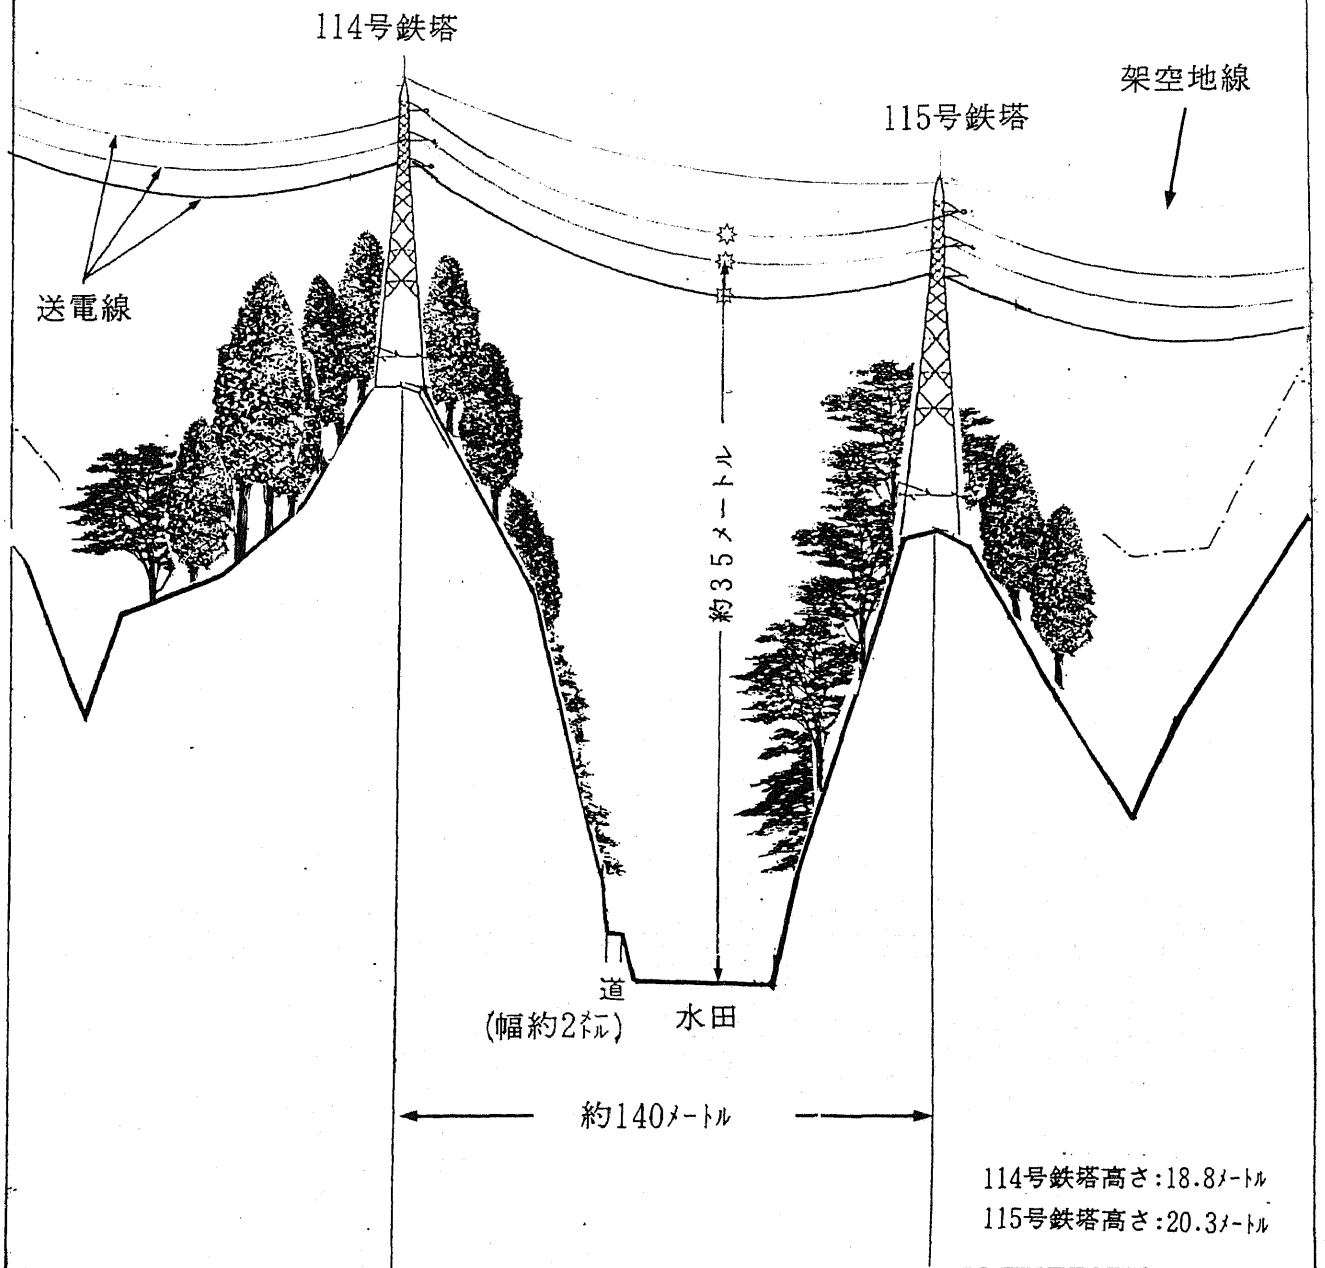 114号鉄塔
架空地線
115号鉄塔
送電線
約35メートル
道
(幅約2メートル)
水田
約140メートル
114号鉄塔高さ:18.8メートル
115号鉄塔高さ:20.3メートル